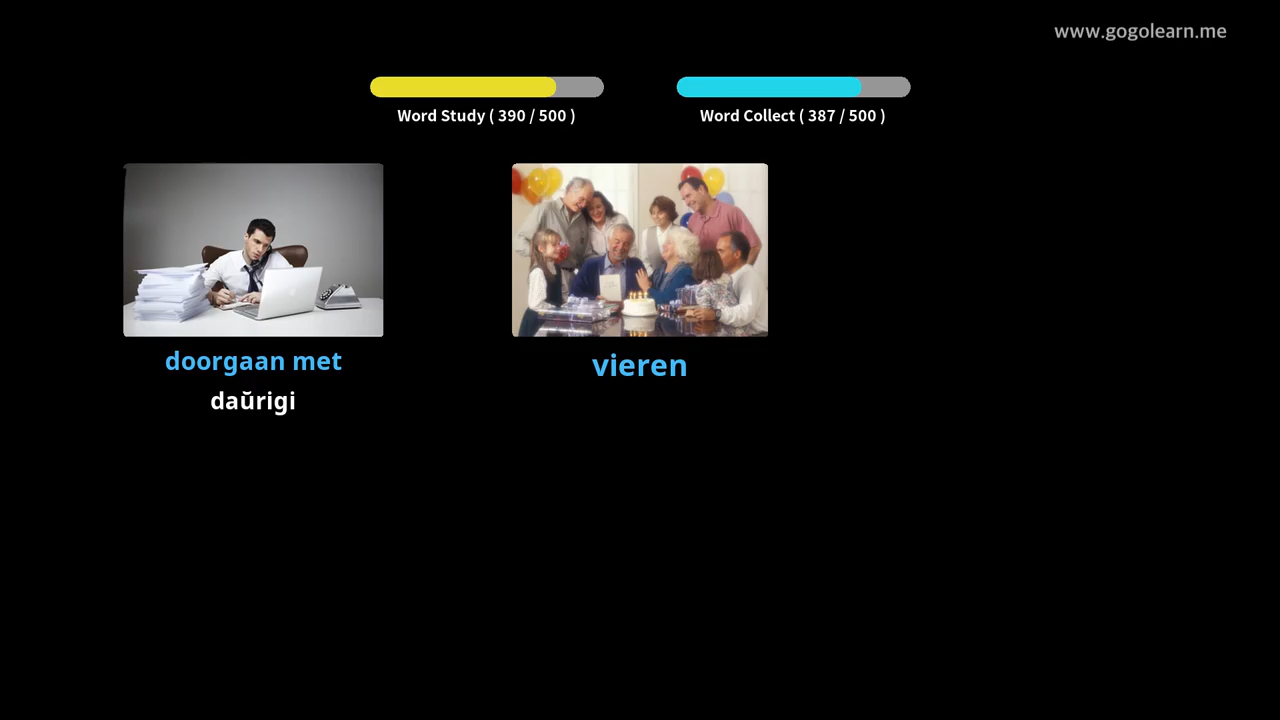 www.gogolearn.me
Word Study ( 390 / 500 )
Word Collect ( 387 / 500 )
doorgaan met
daŭrigi
vieren